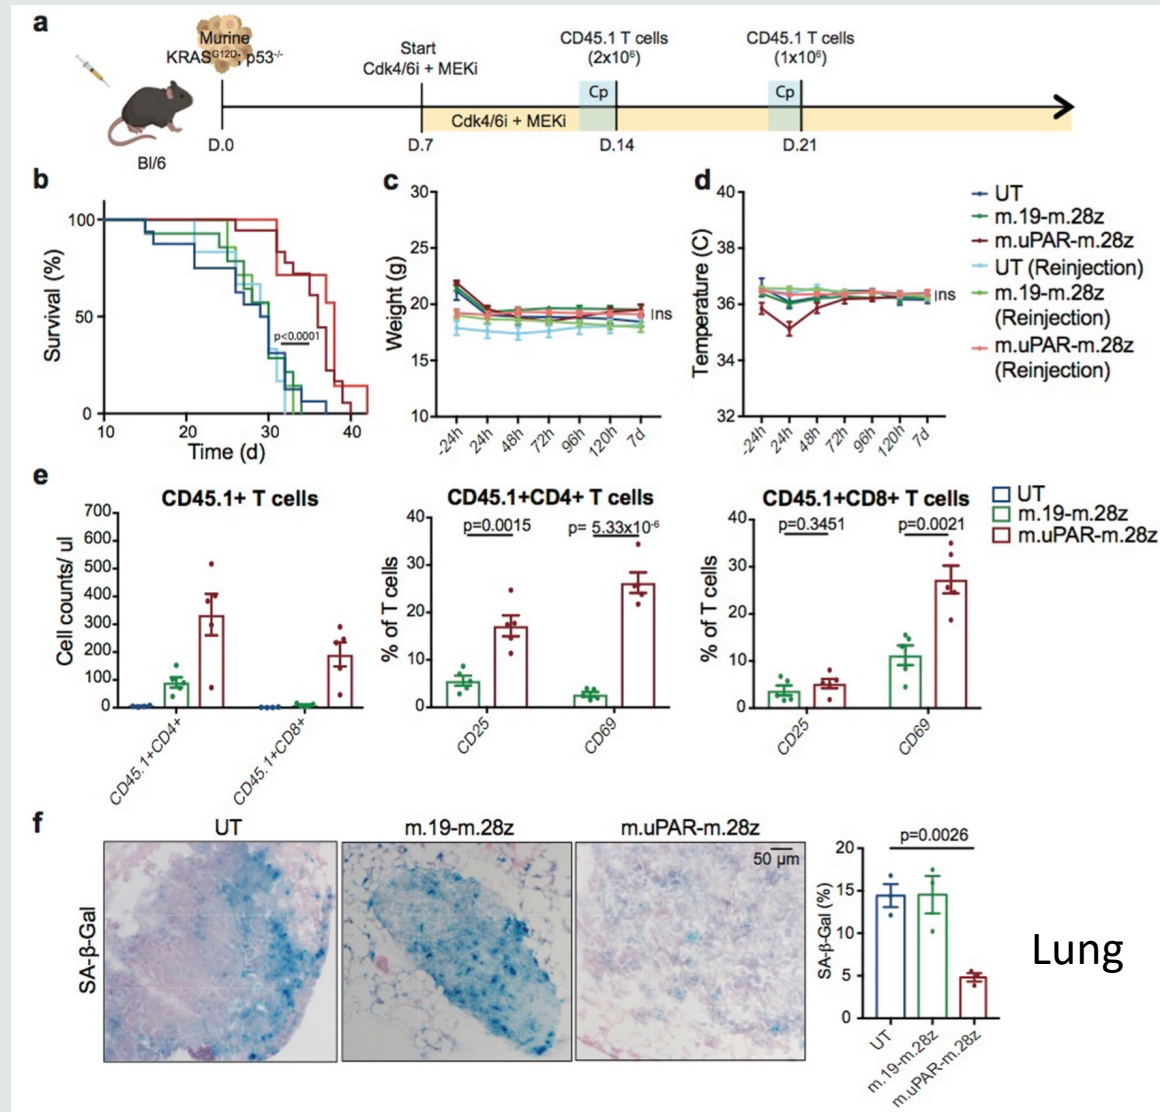 a
Murine
KRASG12D; p53-/-
Bl/6
D.0
Start
Cdk4/6i + MEKi
D.7
Cdk4/6i + MEKi
CD45.1 T cells
(2x10⁶)
Cp
D.14
CD45.1 T cells
(1x10⁶)
Cp
D.21
b
Survival (%)
100
50
0
p<0.0001
10 20 30 40
Time (d)
c
Weight (g)
30
25
20
15
10
Ins
-24h 24h 48h 72h 96h 120h 7d
d
Temperature (C)
40
38
36
34
32
Ins
-24h 24h 48h 72h 96h 120h 7d
UT
m.19-m.28z
m.uPAR-m.28z
UT (Reinjection)
m.19-m.28z
(Reinjection)
m.uPAR-m.28z
(Reinjection)
e
CD45.1+ T cells
Cell counts/ ul
700
600
500
400
300
200
100
0
CD45.1+CD4+ CD45.1+CD8+
CD45.1+CD4+ T cells
p=0.0015 p= 5.33x10⁻⁶
% of T cells
40
30
20
10
0
CD25 CD69
CD45.1+CD8+ T cells
p=0.3451 p=0.0021
% of T cells
40
30
20
10
0
CD25 CD69
UT
m.19-m.28z
m.uPAR-m.28z
f
UT m.19-m.28z m.uPAR-m.28z
SA-β-Gal
50 µm
p=0.0026
SA-β-Gal (%)
20
15
10
5
0
UT m.19-m.28z m.uPAR-m.28z
Lung